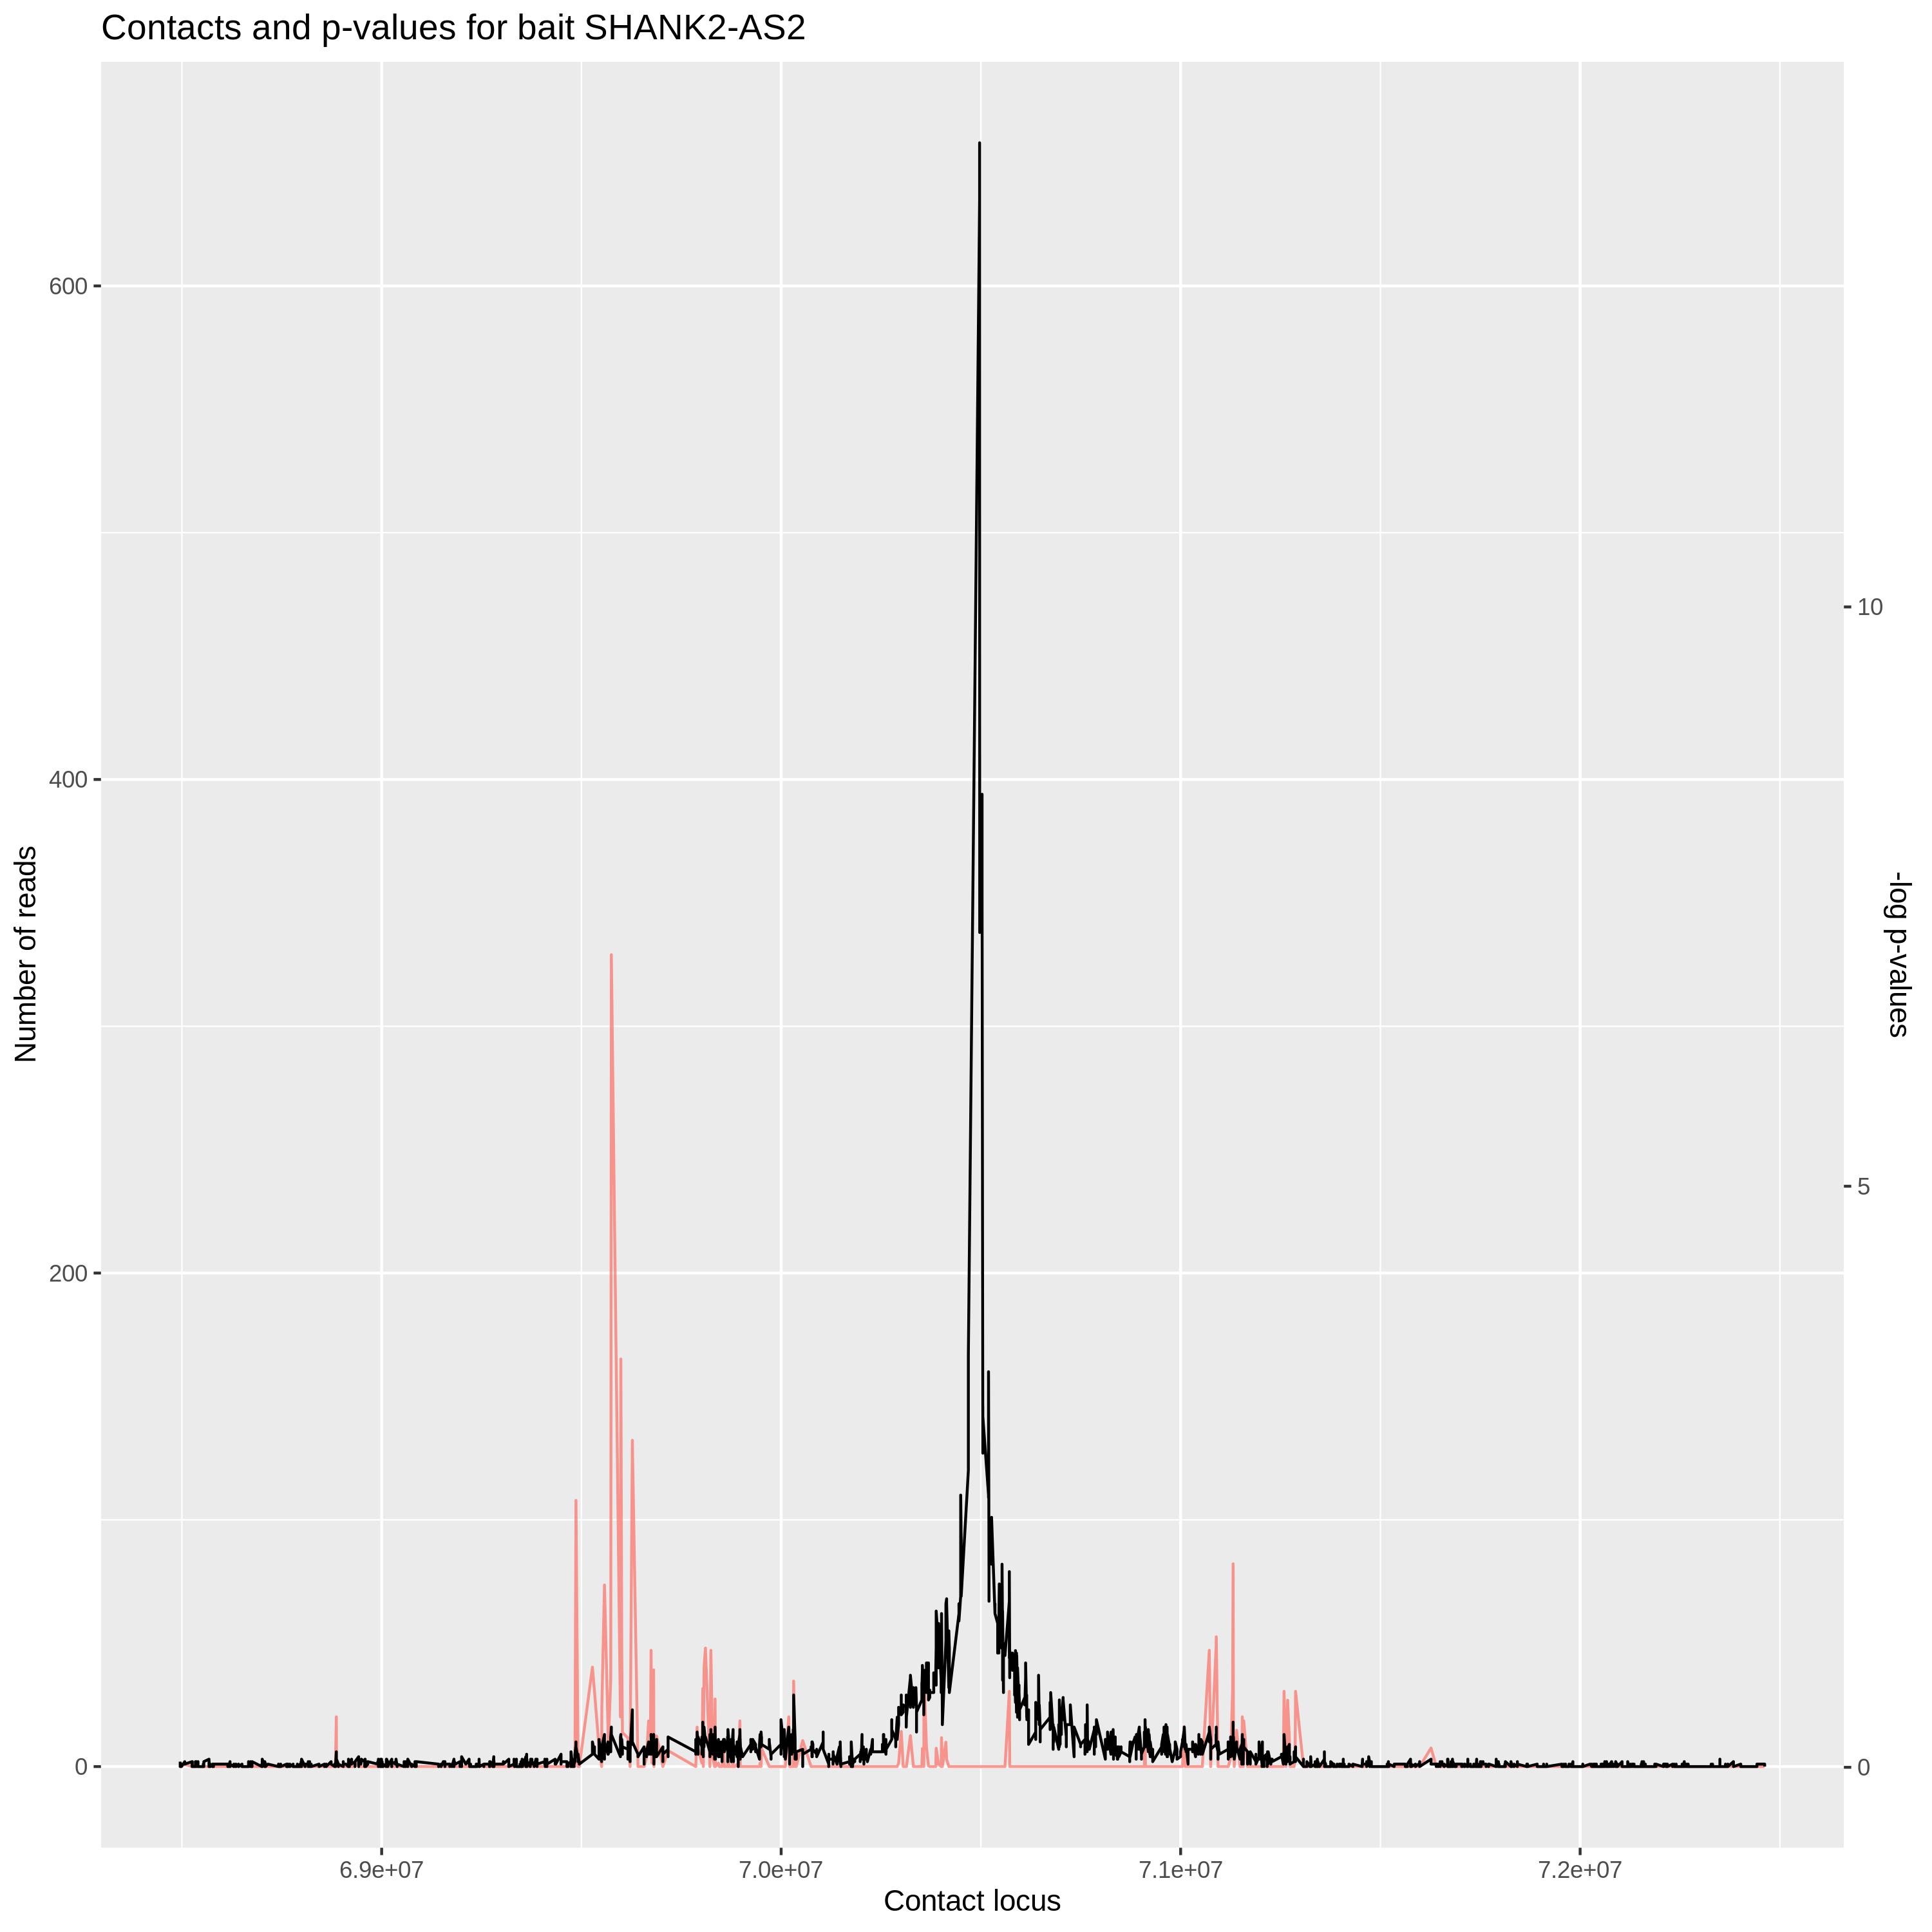 Contacts and p-values for bait SHANK2-AS2
600
400
200
0
Number of reads
10
5
0
-log p-values
6.9e+07
7.0e+07
7.1e+07
7.2e+07
Contact locus